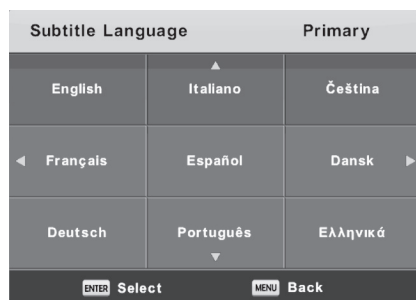 Subtitle Language Primary
English Italiano Čeština
Français Español Dansk
Deutsch Português Ελληνικά
ENTER Select MENU Back